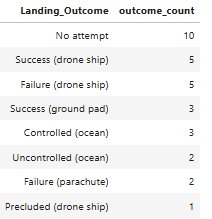 Landing_Outcome outcome_count
No attempt 10
Success (drone ship) 5
Failure (drone ship) 5
Success (ground pad) 3
Controlled (ocean) 3
Uncontrolled (ocean) 2
Failure (parachute) 2
Precluded (drone ship) 1